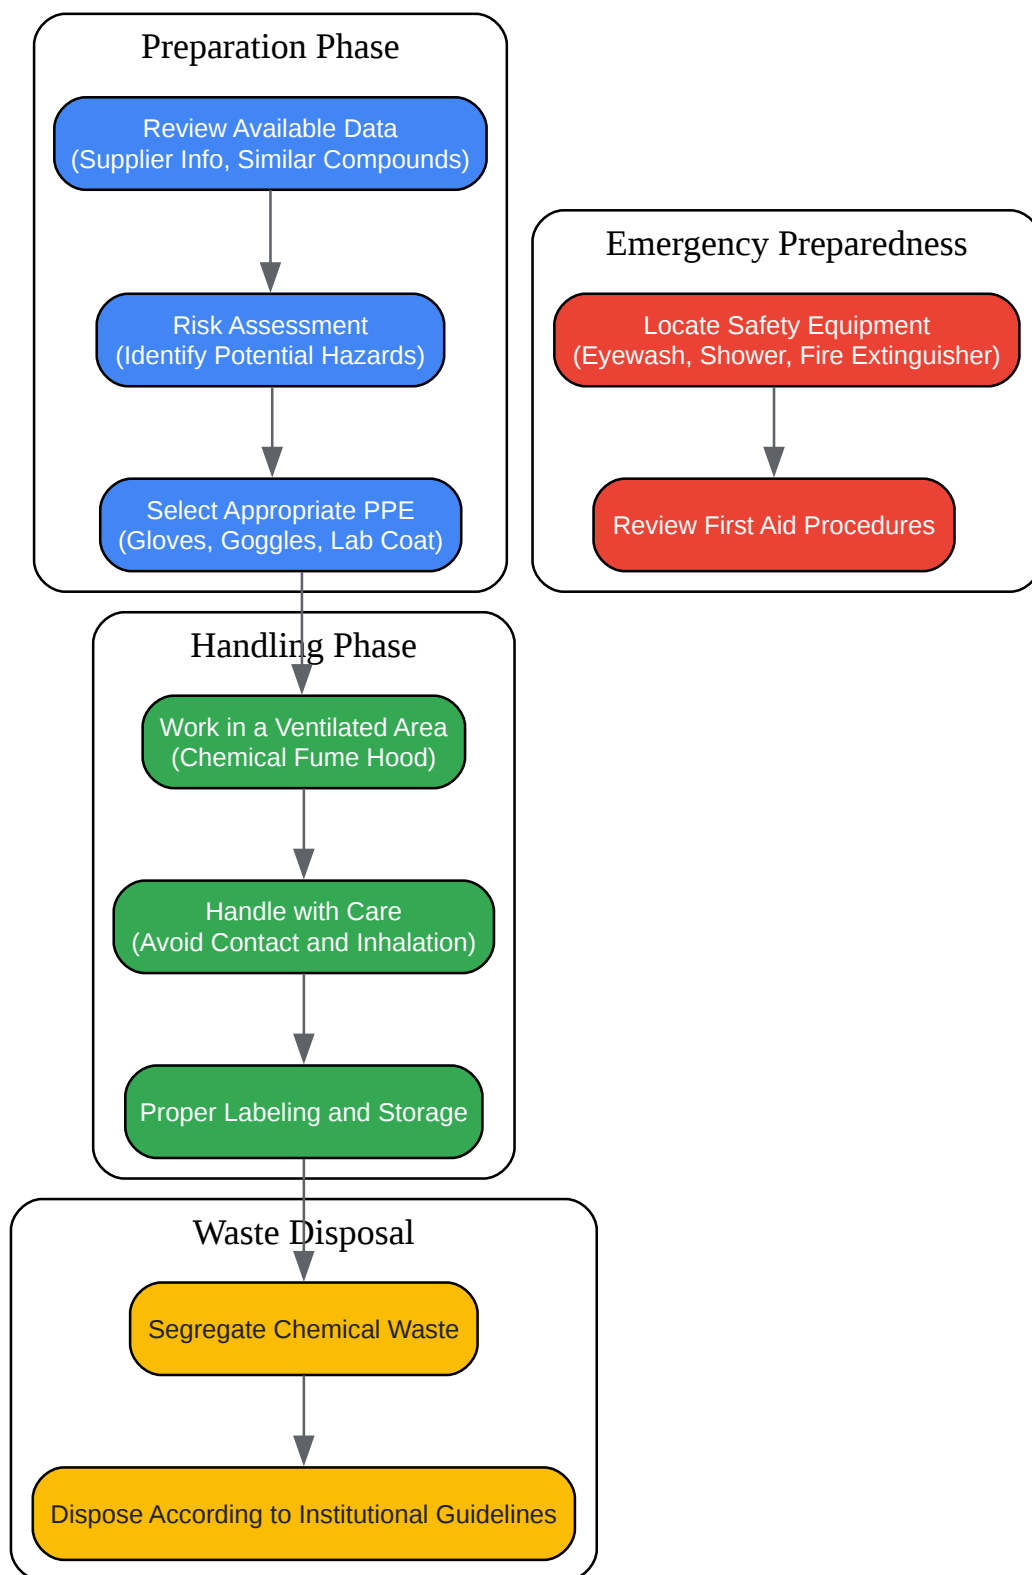 Preparation Phase
Review Available Data
(Supplier Info, Similar Compounds)
Risk Assessment
(Identify Potential Hazards)
Select Appropriate PPE
(Gloves, Goggles, Lab Coat)
Emergency Preparedness
Locate Safety Equipment
(Eyewash, Shower, Fire Extinguisher)
Review First Aid Procedures
Handling Phase
Work in a Ventilated Area
(Chemical Fume Hood)
Handle with Care
(Avoid Contact and Inhalation)
Proper Labeling and Storage
Waste Disposal
Segregate Chemical Waste
Dispose According to Institutional Guidelines